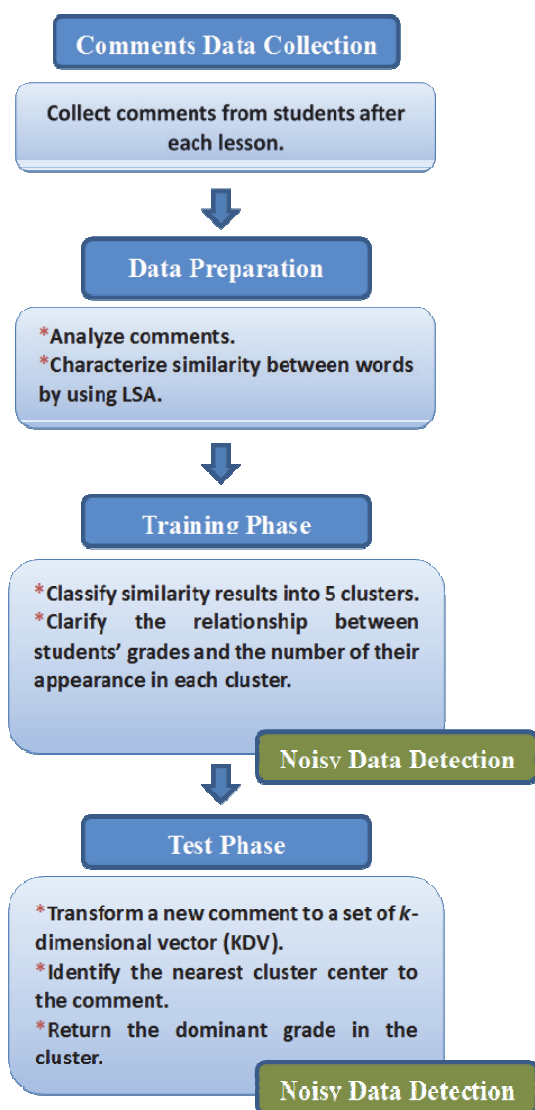 Comments Data Collection
Collect comments from students after
each lesson.
Data Preparation
*Analyze comments.
*Characterize similarity between words
by using LSA.
Training Phase
*Classify similarity results into 5 clusters.
*Clarify the relationship between
students’ grades and the number of their
appearance in each cluster.
Noisy Data Detection
Test Phase
*Transform a new comment to a set of k-
dimensional vector (KDV).
*Identify the nearest cluster center to
the comment.
*Return the dominant grade in the
cluster.
Noisy Data Detection